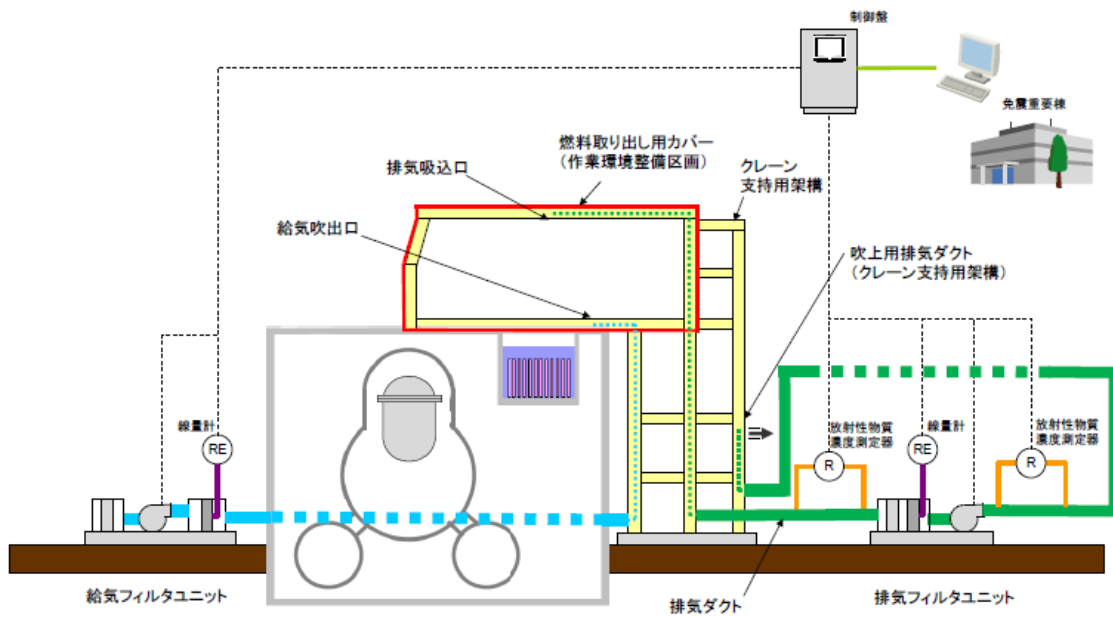 制御盤
免震重要棟
燃料取り出し用カバー
（作業環境整備区画）
排気吸込口
クレーン
支持用架構
給気吹出口
吹上用排気ダクト
（クレーン支持用架構）
線量計
RE
放射性物質
濃度測定器
R
線量計
RE
放射性物質
濃度測定器
R
給気フィルタユニット
排気ダクト
排気フィルタユニット